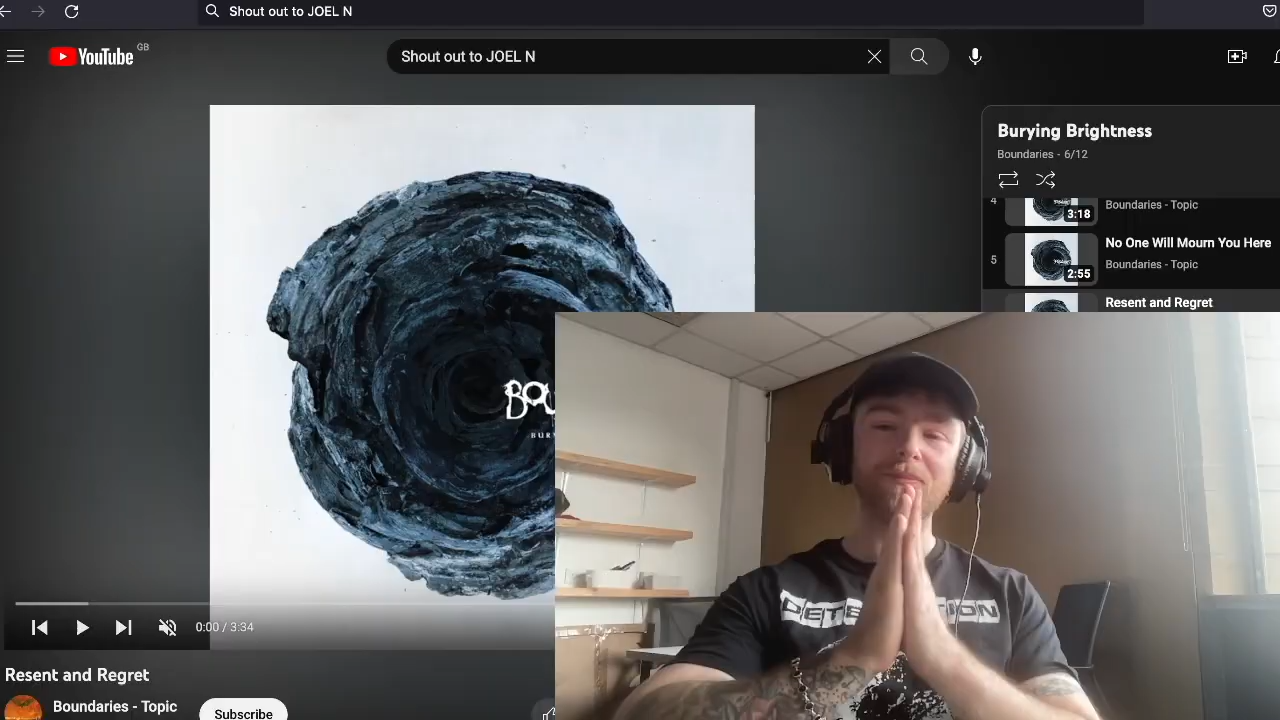 Shout out to JOEL N
YouTube GB
Shout out to JOEL N
Burying Brightness
Boundaries - 6/12
4
3:18
Boundaries - Topic
No One Will Mourn You Here
5
2:55
Boundaries - Topic
Resent and Regret
BOU
BURY
0:00 / 3:34
Resent and Regret
Boundaries - Topic
Subscribe